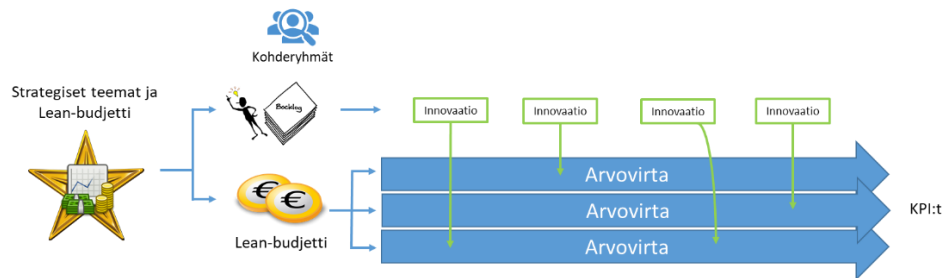 Kohderyhmät
Strategiset teemat ja
Lean-budjetti
Backlog
Innovaatio
Innovaatio
Innovaatio
Innovaatio
Arvovirta
Arvovirta
Arvovirta
KPI:t
€
€
Lean-budjetti